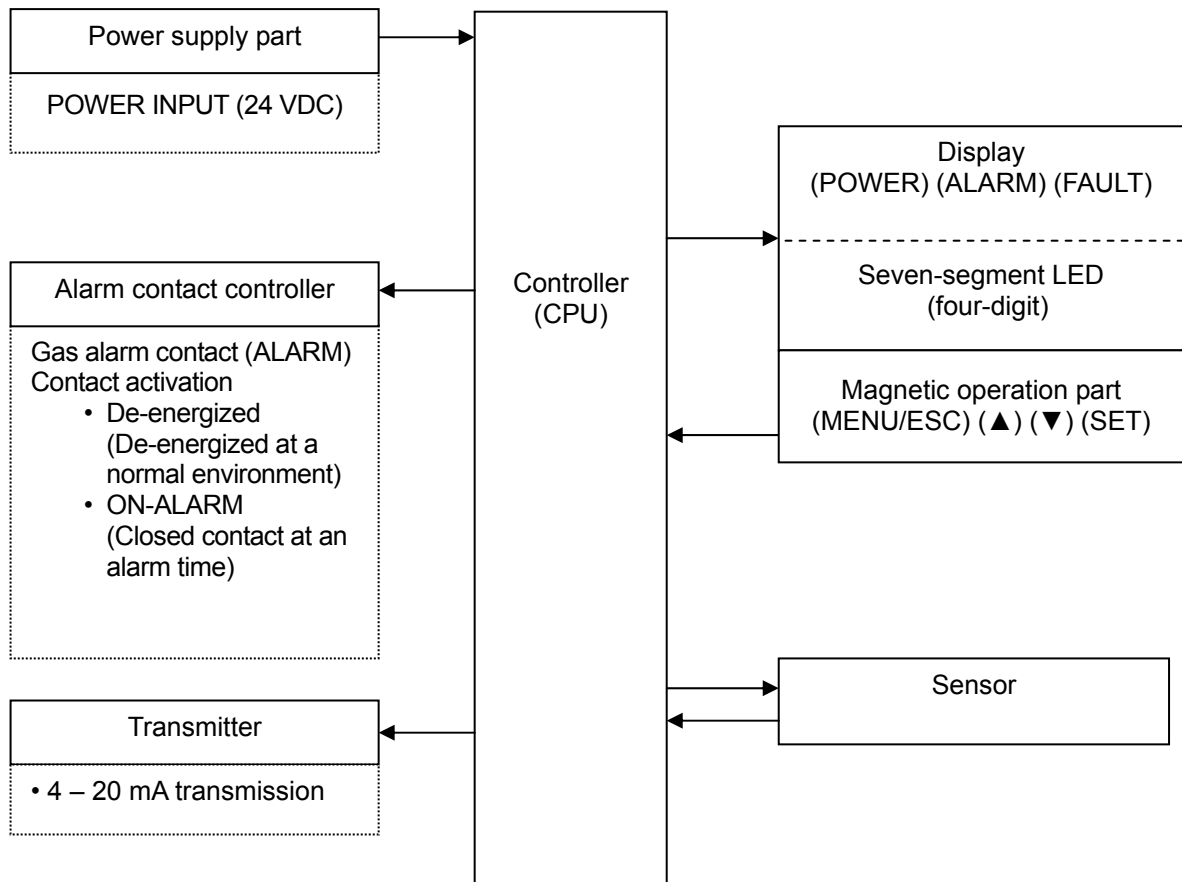 Power supply part
POWER INPUT (24 VDC)
Alarm contact controller
Gas alarm contact (ALARM)
Contact activation
• De-energized
(De-energized at a
normal environment)
• ON-ALARM
(Closed contact at an
alarm time)
Transmitter
• 4 – 20 mA transmission
Controller
(CPU)
Display
(POWER) (ALARM) (FAULT)
Seven-segment LED
(four-digit)
Magnetic operation part
(MENU/ESC) (▲) (▼) (SET)
Sensor